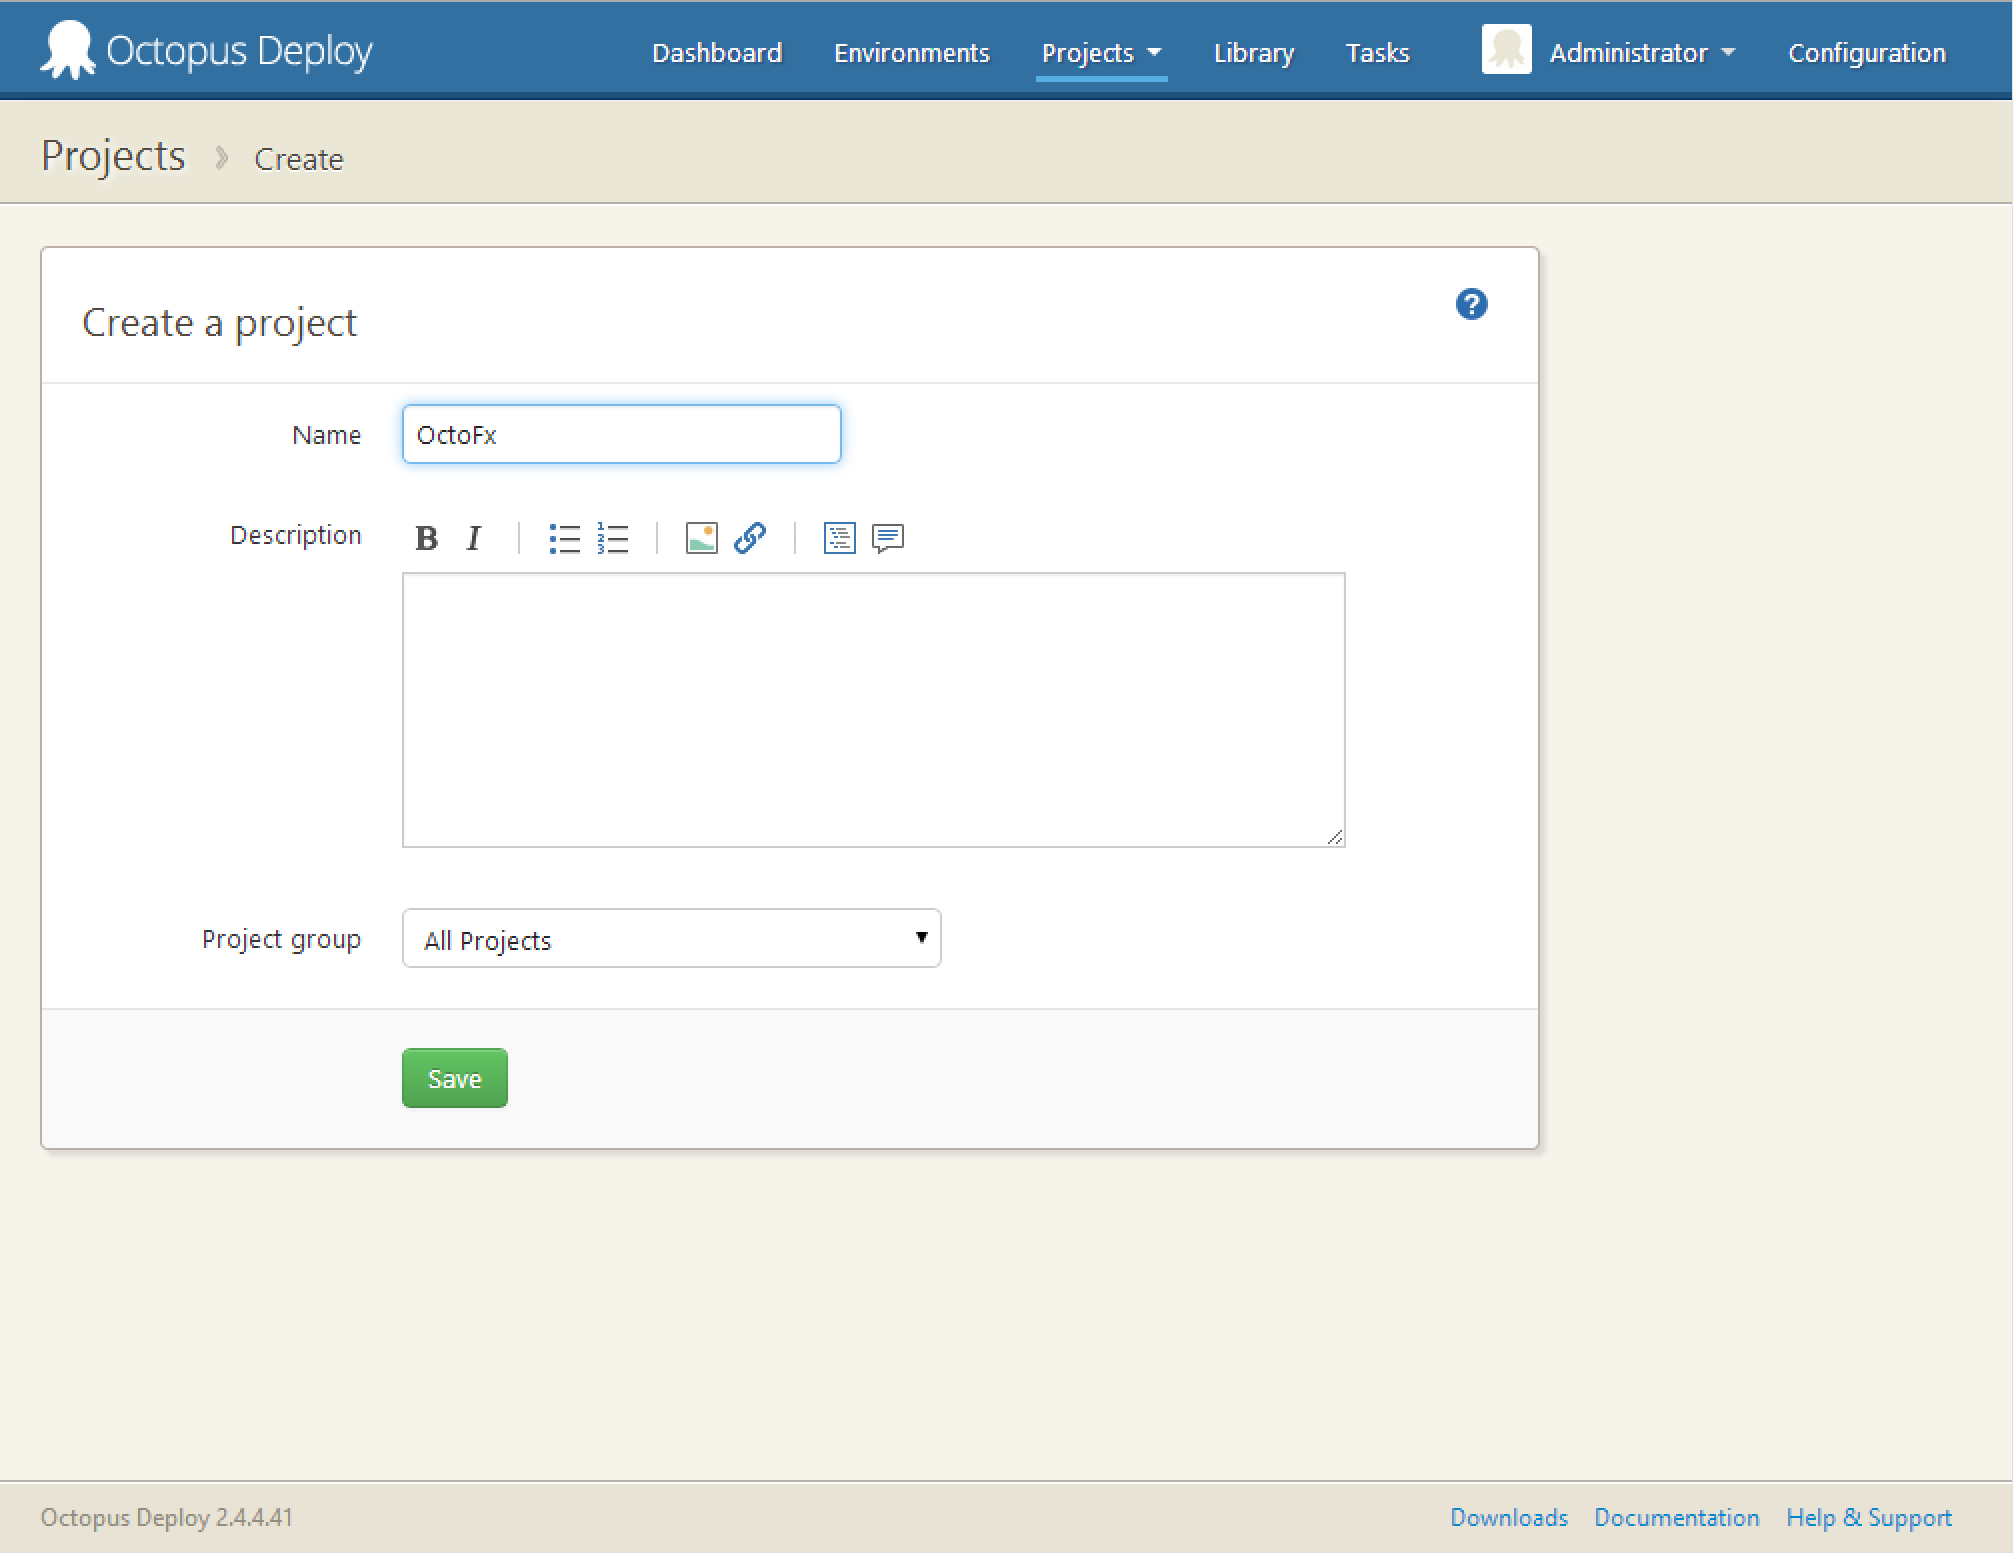 Octopus Deploy
Dashboard Environments Projects Library Tasks Administrator Configuration
Projects Create
Create a project
?
Name OctoFx
Description B I
Project group All Projects
Save
Octopus Deploy 2.4.4.41
Downloads Documentation Help & Support